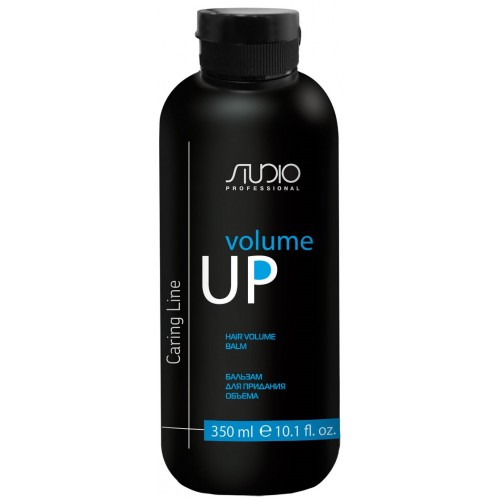 STUDIO
PROFESSIONAL
volume
UP
Caring Line
HAIR VOLUME
BALM
БАЛЬЗАМ
ДЛЯ ПРИДАНИЯ
ОБЪЕМА
350 ml ℮ 10.1 fl. oz.